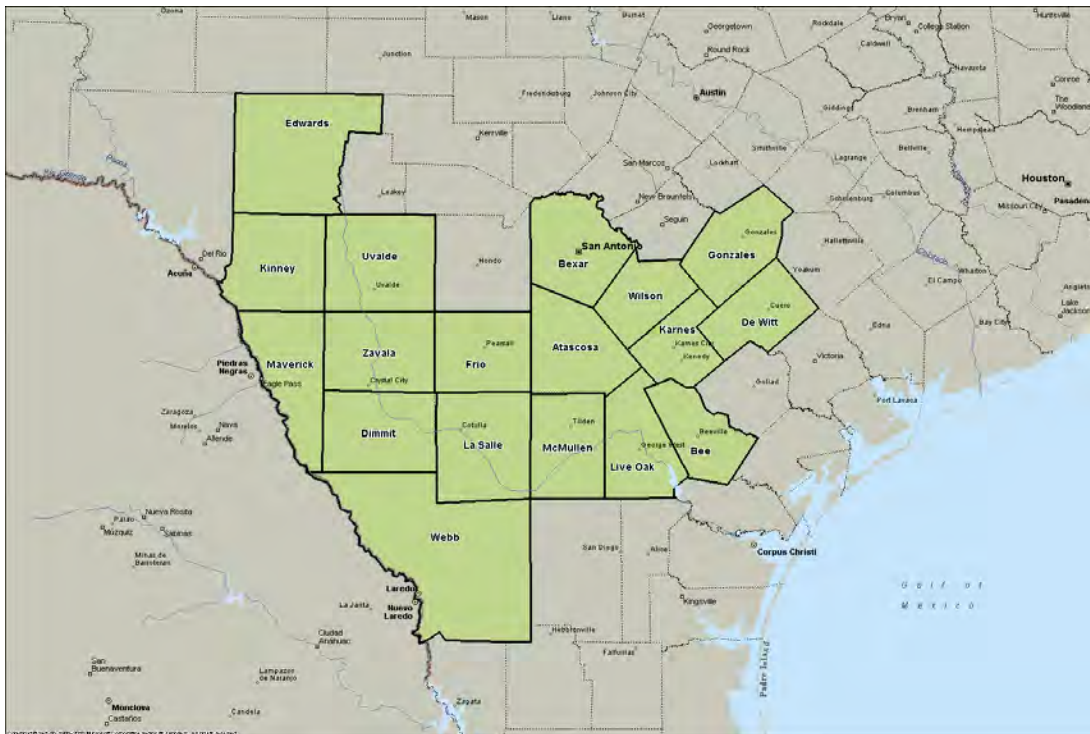 Ozona
Mason
Llano
Burnet
Georgetown
Round Rock
Rockdale
Bryan
College Station
Caldwell
Huntsville
Junction
Navasota
Conroe
The
Woodlands
Fredericksburg
Johnson City
Austin
Giddings
Brenham
Hempstead
Edwards
Kerrville
Smithville
Bellville
San Marcos
Lockhart
Lagrange
Houston
Pasadena
Leakey
New Braunfels
Columbus
Schulenburg
Missouri City
Seguin
Gonzales
Hallettsville
San Antonio
Bexar
Gonzales
Colorado
Wharton
Del Rio
Acuña
Kinney
Uvalde
Uvalde
Hondo
Yoakum
El Campo
Angleton
Lake
Jackson
Wilson
Cuero
De Witt
Bay City
Edna
Karnes
Karnes City
Kenedy
Maverick
Zavala
Pearsall
Frio
Atascosa
Victoria
Piedras
Negras
Eagle Pass
Crystal City
Goliad
Port Lavaca
Zaragoza
Morelos
Nava
Allende
Dimmit
Cotulla
La Salle
Tilden
McMullen
George West
Live Oak
Beeville
Bee
Nueva Rosita
Palau
Múzquiz
Sabinas
Webb
San Diego
Alice
Corpus Christi
Minas de
Barroteran
Gulf of
Mexico
Laredo
Nuevo
Laredo
La Jarita
Kingsville
Ciudad
Anahuac
Hebbronville
Falfurrias
Padre Island
San
Buenaventura
Lampazos
de Naranjo
Monclova
Castaños
Candela
Zapata